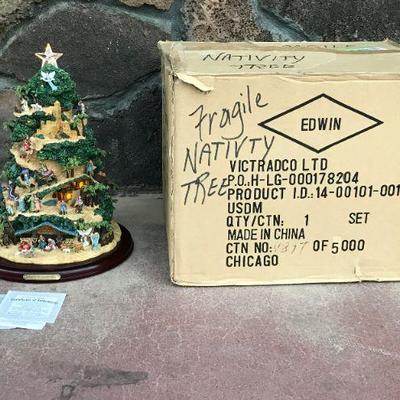 NATIVITY
TREE
Fragile
NATIVTY
TREE
EDWIN
VICTRADCO LTD
P.O.:H-LG-000178204
PRODUCT I.D.:14-00101-001
USDM
QTY/CTN: 1 SET
MADE IN CHINA
CTN NO: OF 5000
CHICAGO